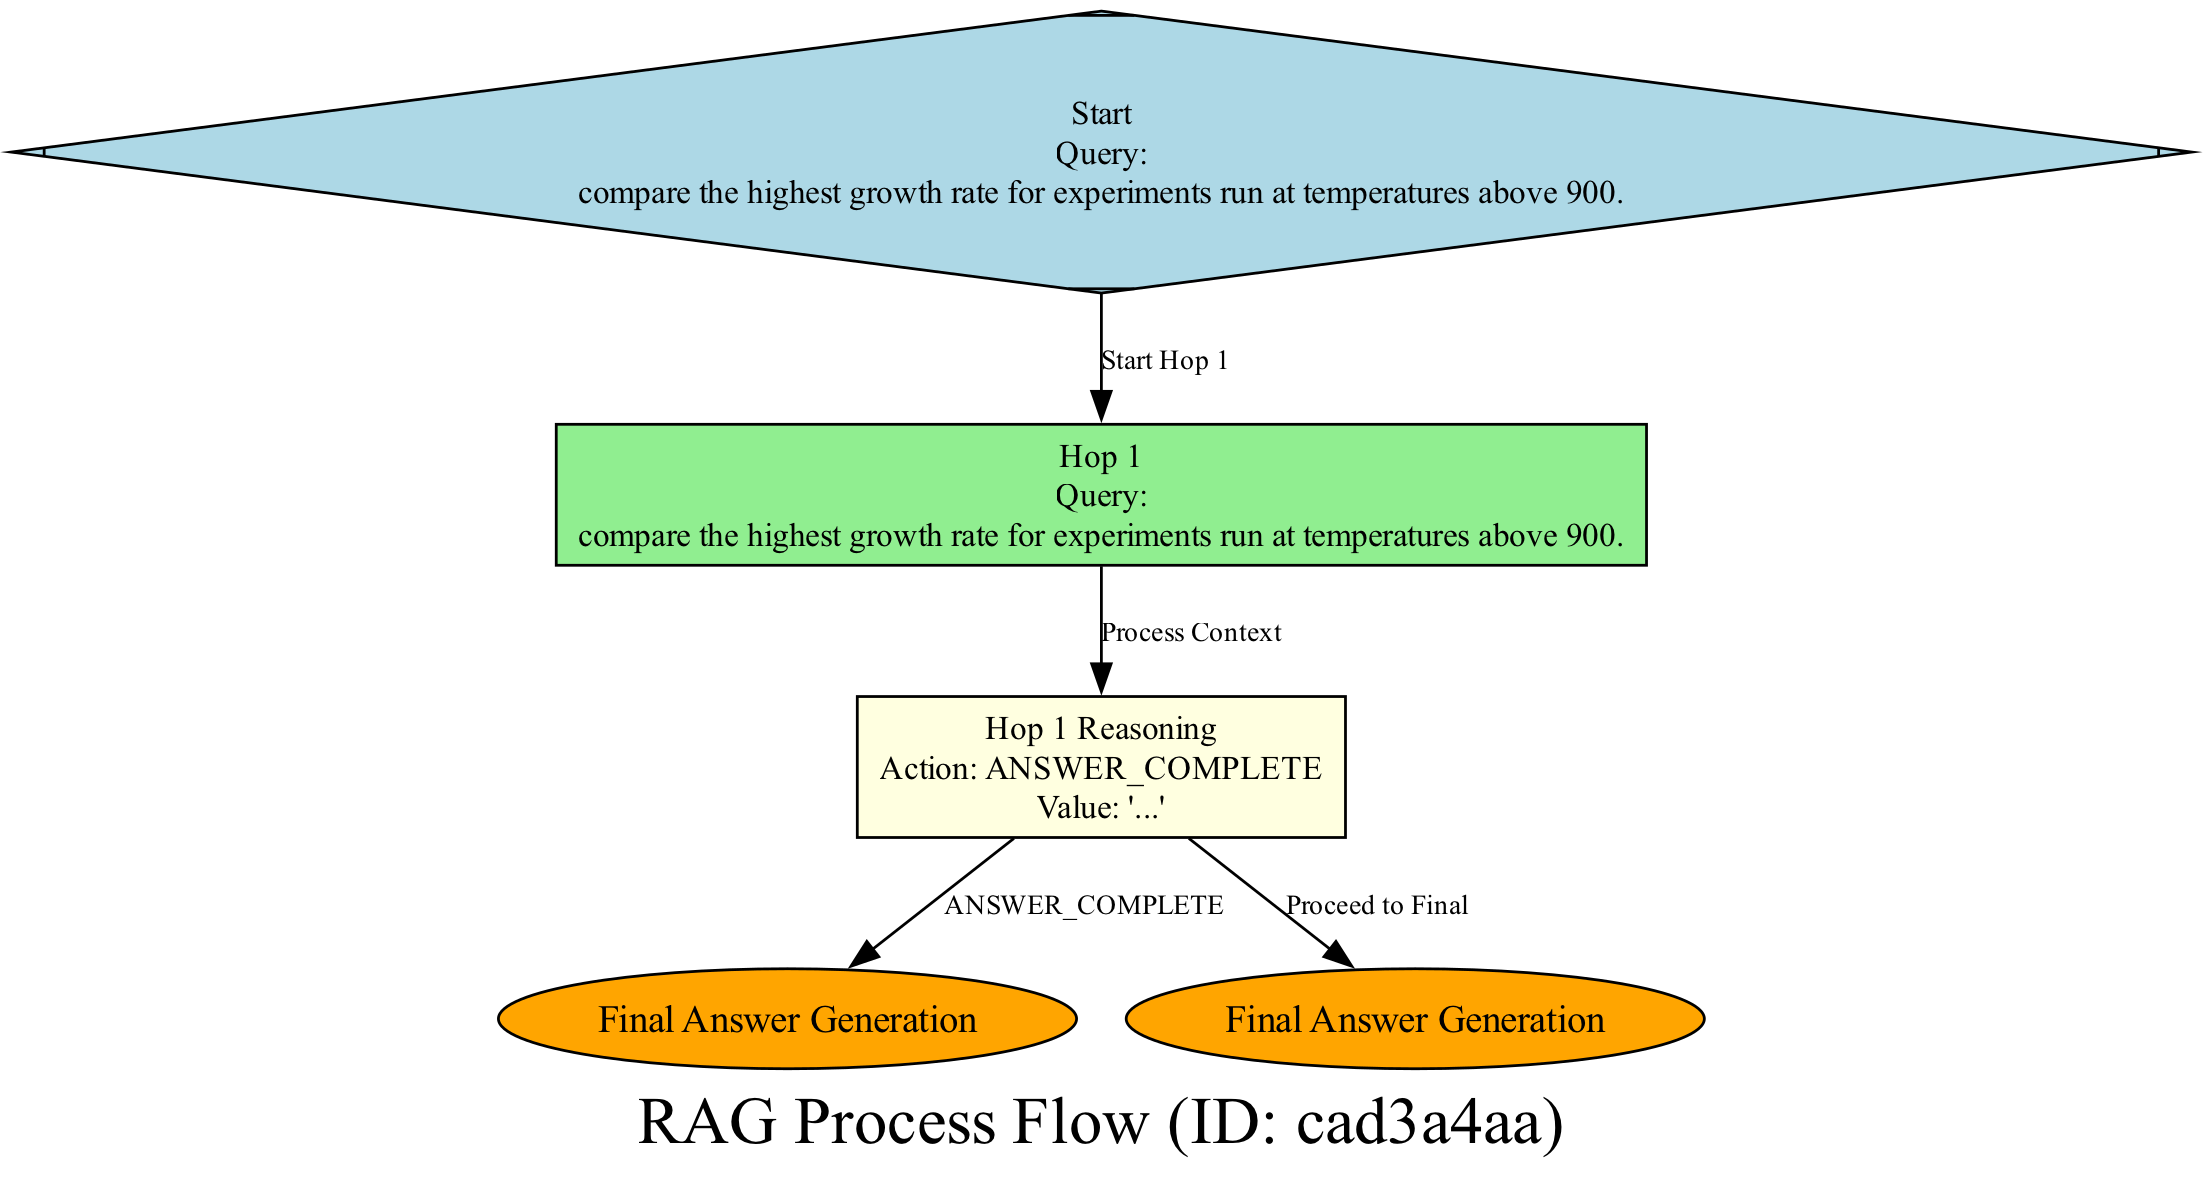 Start
Query:
compare the highest growth rate for experiments run at temperatures above 900.
Start Hop 1
Hop 1
Query:
compare the highest growth rate for experiments run at temperatures above 900.
Process Context
Hop 1 Reasoning
Action: ANSWER_COMPLETE
Value: '...'
ANSWER_COMPLETE
Proceed to Final
Final Answer Generation
Final Answer Generation
RAG Process Flow (ID: cad3a4aa)